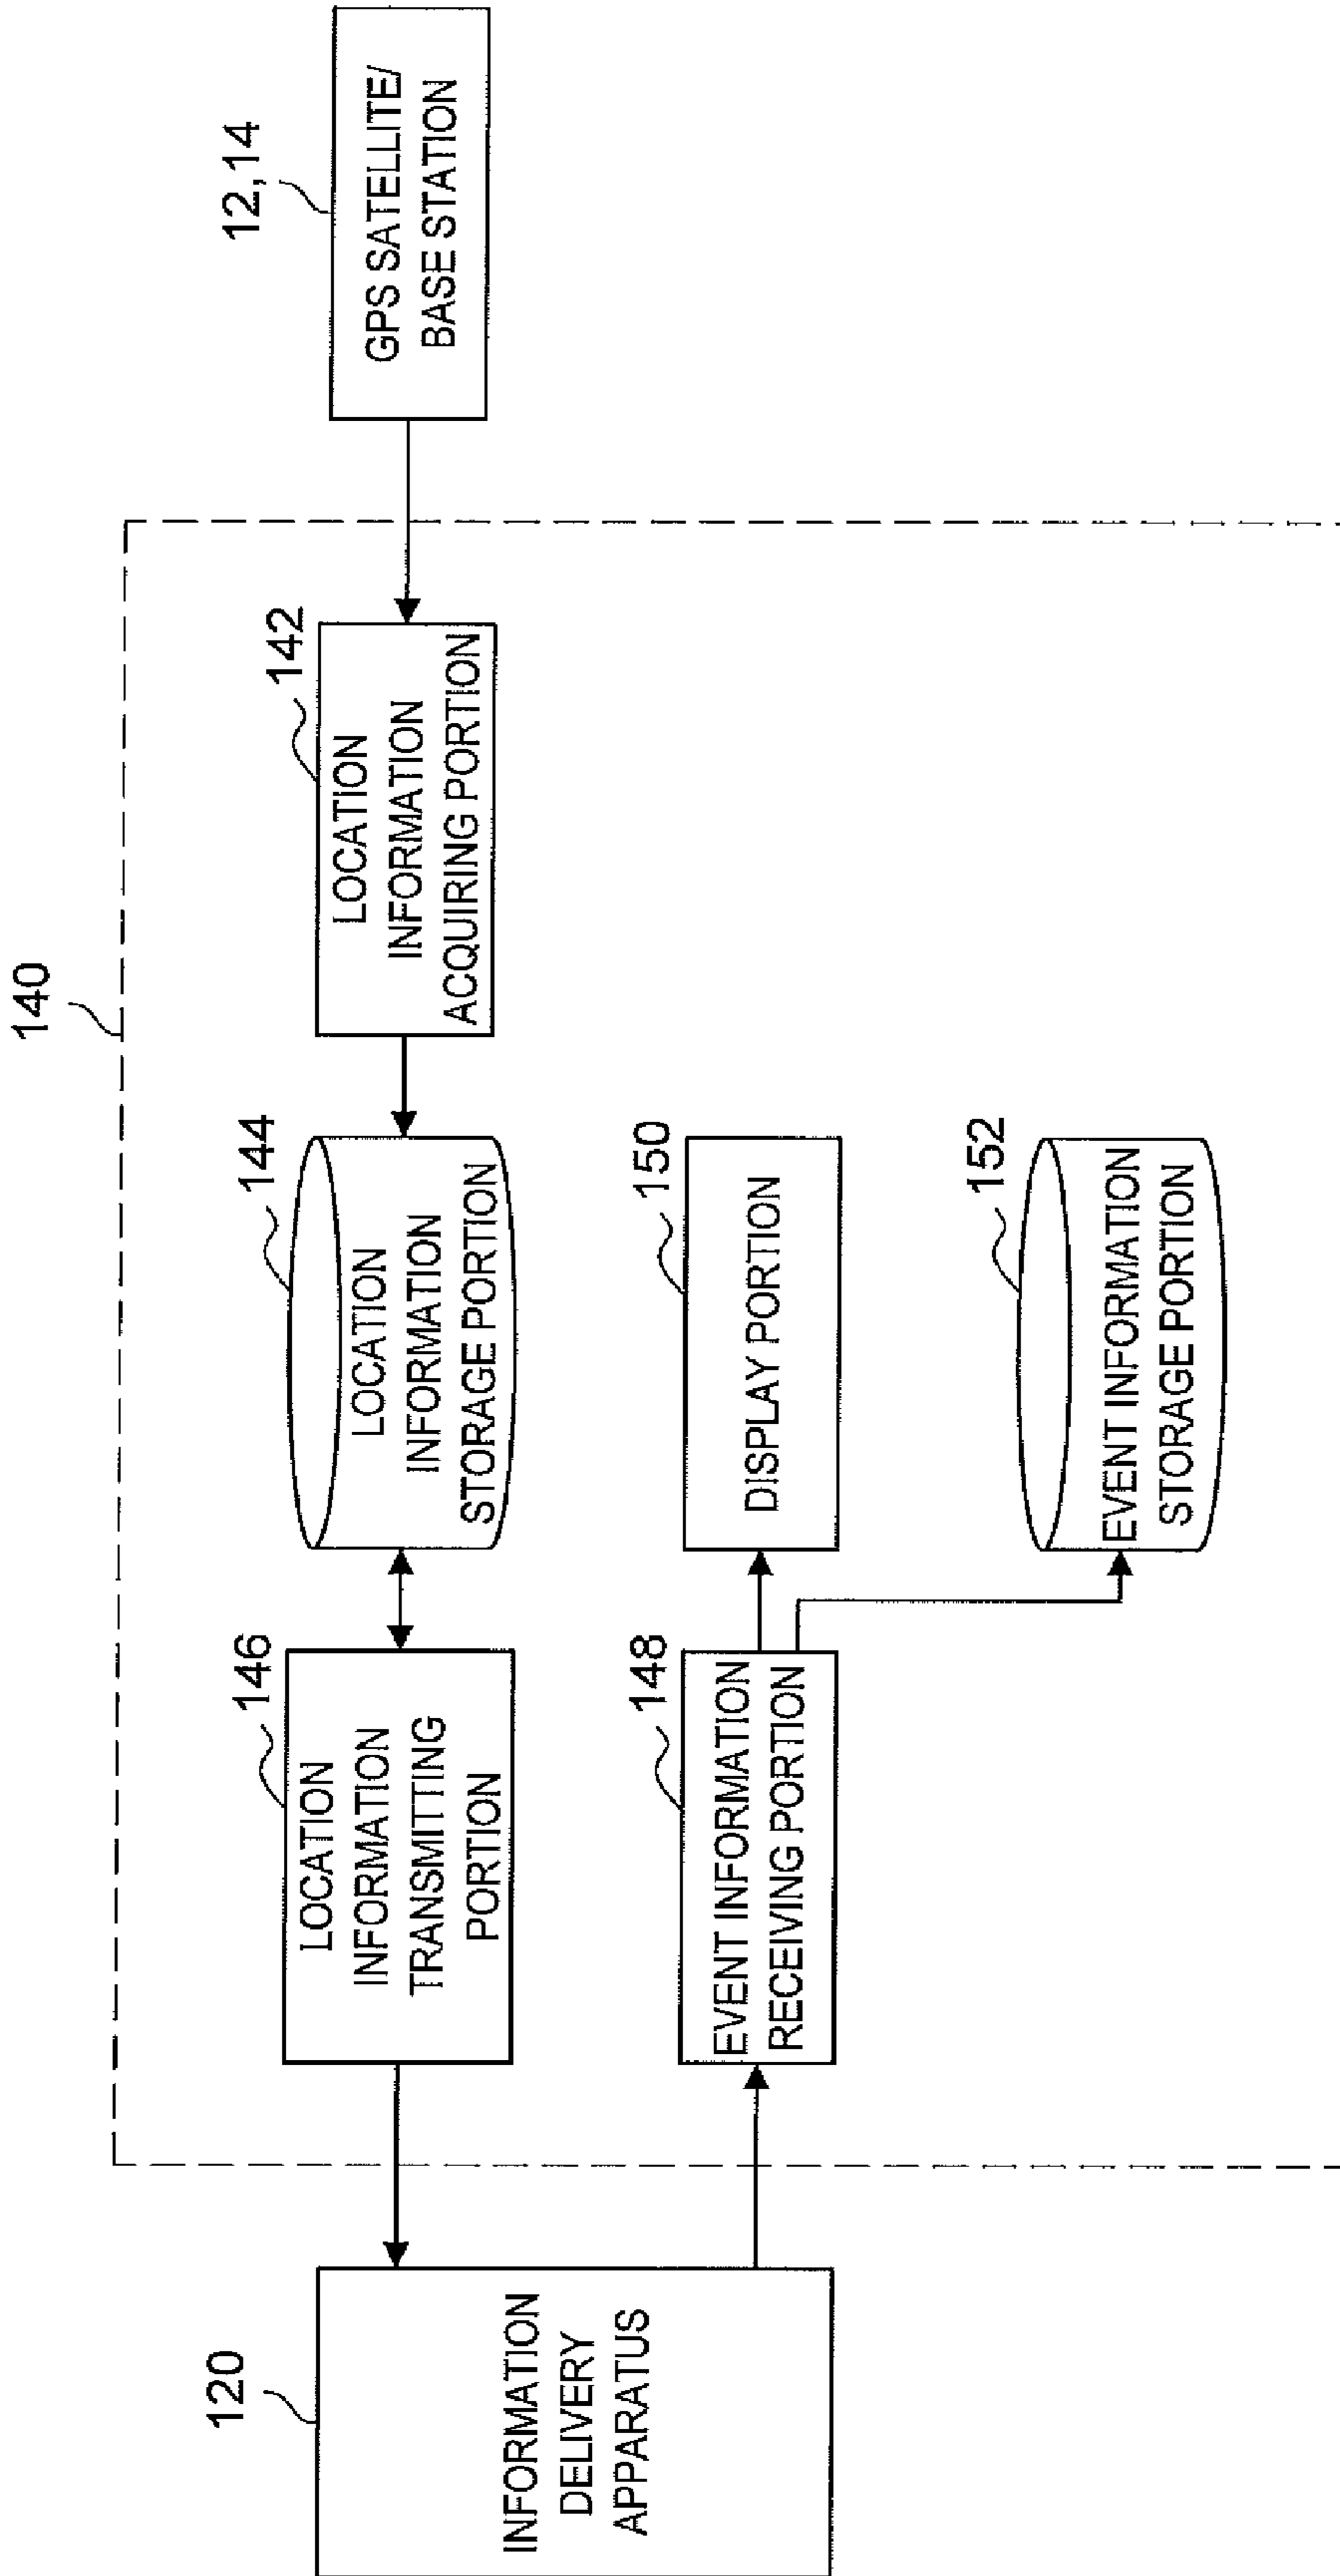 140
120
INFORMATION
DELIVERY
APPARATUS
146
LOCATION
INFORMATION
TRANSMITTING
PORTION
144
LOCATION
INFORMATION
STORAGE PORTION
142
LOCATION
INFORMATION
ACQUIRING PORTION
12,14
GPS SATELLITE/
BASE STATION
148
EVENT INFORMATION
RECEIVING PORTION
150
DISPLAY PORTION
152
EVENT INFORMATION
STORAGE PORTION